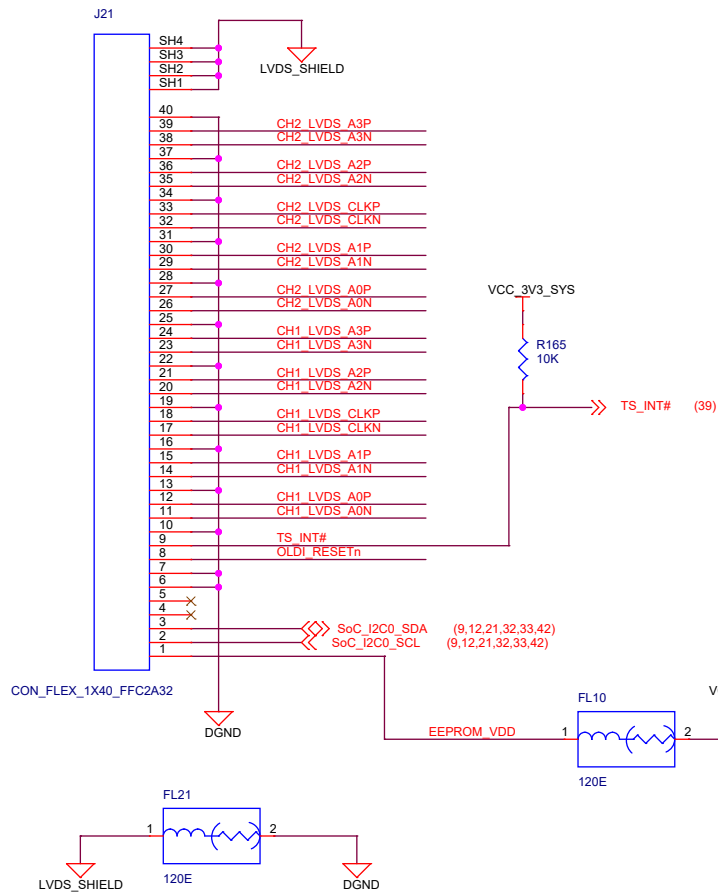 J21
SH4
SH3
SH2
SH1
LVDS_SHIELD
40
39 CH2_LVDS_A3P
38 CH2_LVDS_A3N
37
36 CH2_LVDS_A2P
35 CH2_LVDS_A2N
34
33 CH2_LVDS_CLKP
32 CH2_LVDS_CLKN
31
30 CH2_LVDS_A1P
29 CH2_LVDS_A1N
28
27 CH2_LVDS_A0P
26 CH2_LVDS_A0N
25
24 CH1_LVDS_A3P
23 CH1_LVDS_A3N
22
21 CH1_LVDS_A2P
20 CH1_LVDS_A2N
19
18 CH1_LVDS_CLKP
17 CH1_LVDS_CLKN
16
15 CH1_LVDS_A1P
14 CH1_LVDS_A1N
13
12 CH1_LVDS_A0P
11 CH1_LVDS_A0N
10
9 TS_INT#
8 OLDI_RESETn
7
6
5
4
3 SoC_I2C0_SDA (9,12,21,32,33,42)
2 SoC_I2C0_SCL (9,12,21,32,33,42)
1
CON_FLEX_1X40_FFC2A32
DGND
VCC_3V3_SYS
R165
10K
TS_INT# (39)
EEPROM_VDD
FL10
1 2
120E
FL21
1 2
120E
LVDS_SHIELD
DGND